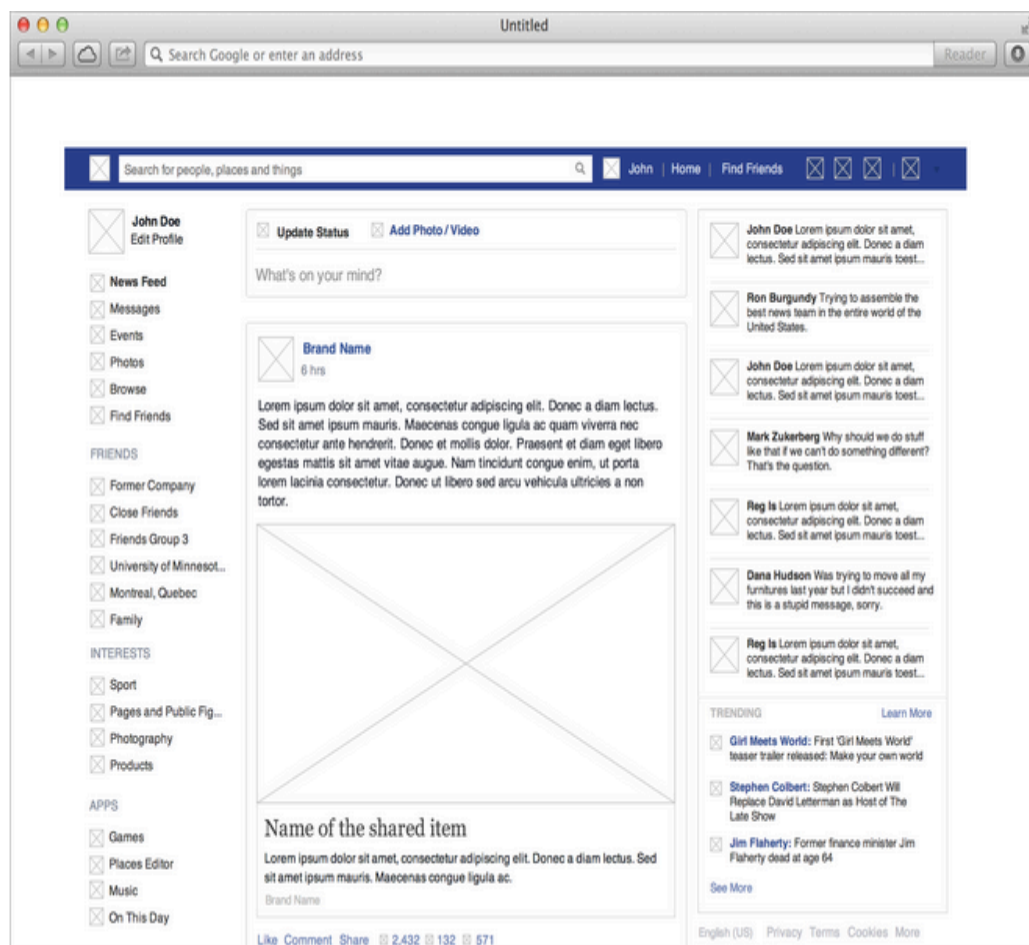 Untitled
Search Google or enter an address
Reader
Search for people, places and things
John | Home | Find Friends
John Doe
Edit Profile
News Feed
Messages
Events
Photos
Browse
Find Friends
FRIENDS
Former Company
Close Friends
Friends Group 3
University of Minnesot...
Montreal, Quebec
Family
INTERESTS
Sport
Pages and Public Fig...
Photography
Products
APPS
Games
Places Editor
Music
On This Day
Update Status
Add Photo / Video
What's on your mind?
Brand Name
6 hrs
Lorem ipsum dolor sit amet, consectetur adipiscing elit. Donec a diam lectus.
Sed sit amet ipsum mauris. Maecenas congue ligula ac quam viverra nec
consectetur ante hendrerit. Donec et mollis dolor. Praesent et diam eget libero
egestas mattis sit amet vitae augue. Nam tincidunt congue enim, ut porta
lorem lacinia consectetur. Donec ut libero sed arcu vehicula ultricies a non
tortor.
Name of the shared item
Lorem ipsum dolor sit amet, consectetur adipiscing elit. Donec a diam lectus. Sed
sit amet ipsum mauris. Maecenas congue ligula ac.
Brand Name
Like Comment Share 2,432 132 571
John Doe Lorem ipsum dolor sit amet,
consectetur adipiscing elit. Donec a diam
lectus. Sed sit amet ipsum mauris toest...
Ron Burgundy Trying to assemble the
best news team in the entire world of the
United States.
John Doe Lorem ipsum dolor sit amet,
consectetur adipiscing elit. Donec a diam
lectus. Sed sit amet ipsum mauris toest...
Mark Zukerberg Why should we do stuff
like that if we can't do something different?
That's the question.
Reg Is Lorem ipsum dolor sit amet,
consectetur adipiscing elit. Donec a diam
lectus. Sed sit amet ipsum mauris toest...
Dana Hudson Was trying to move all my
furnitures last year but I didn't succeed and
this is a stupid message, sorry.
Reg Is Lorem ipsum dolor sit amet,
consectetur adipiscing elit. Donec a diam
lectus. Sed sit amet ipsum mauris toest...
TRENDING
Learn More
Girl Meets World: First 'Girl Meets World'
teaser trailer released: Make your own world
Stephen Colbert: Stephen Colbert Will
Replace David Letterman as Host of The
Late Show
Jim Flaherty: Former finance minister Jim
Flaherty dead at age 64
See More
English (US) Privacy Terms Cookies More